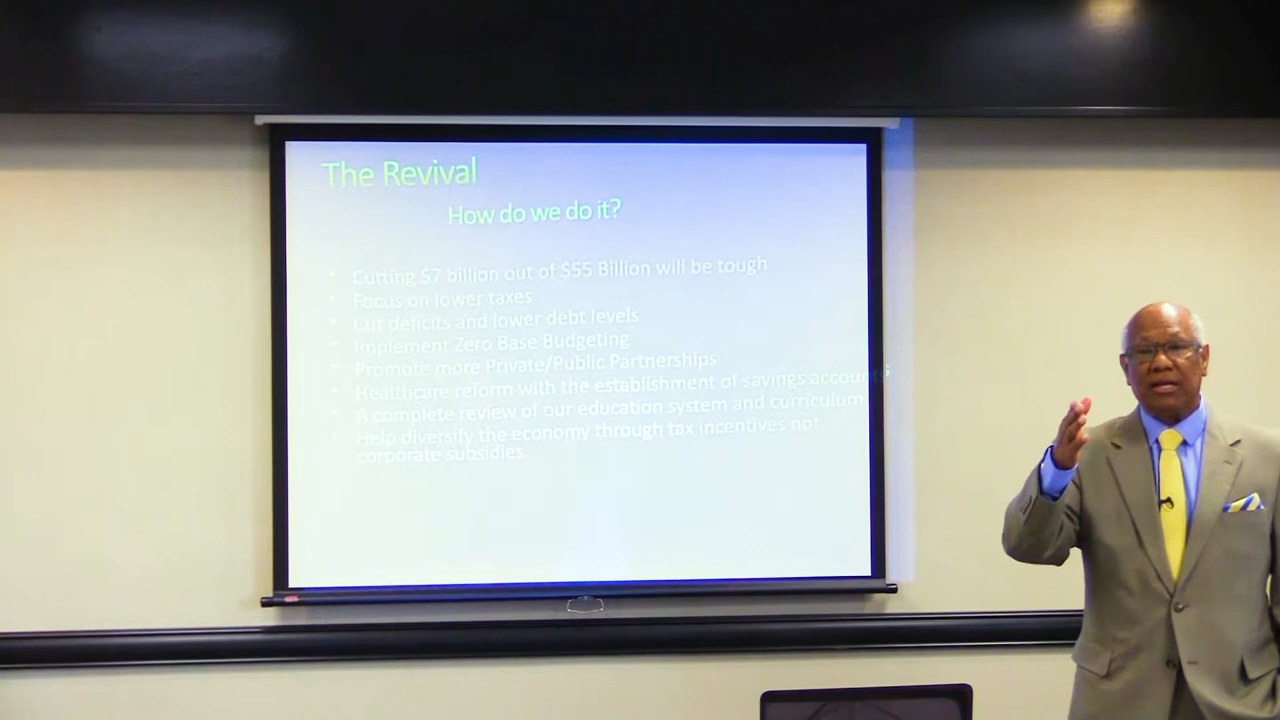 The Revival
How do we do it?
• Cutting $7 billion out of $55 Billion will be tough
• Focus on lower taxes
• Cut deficits and lower debt levels
• Implement Zero Base Budgeting
• Promote more Private/Public Partnerships
• Healthcare reform with the establishment of savings accounts
• A complete review of our education system and curriculum
• Help diversify the economy through tax incentives not
corporate subsidies